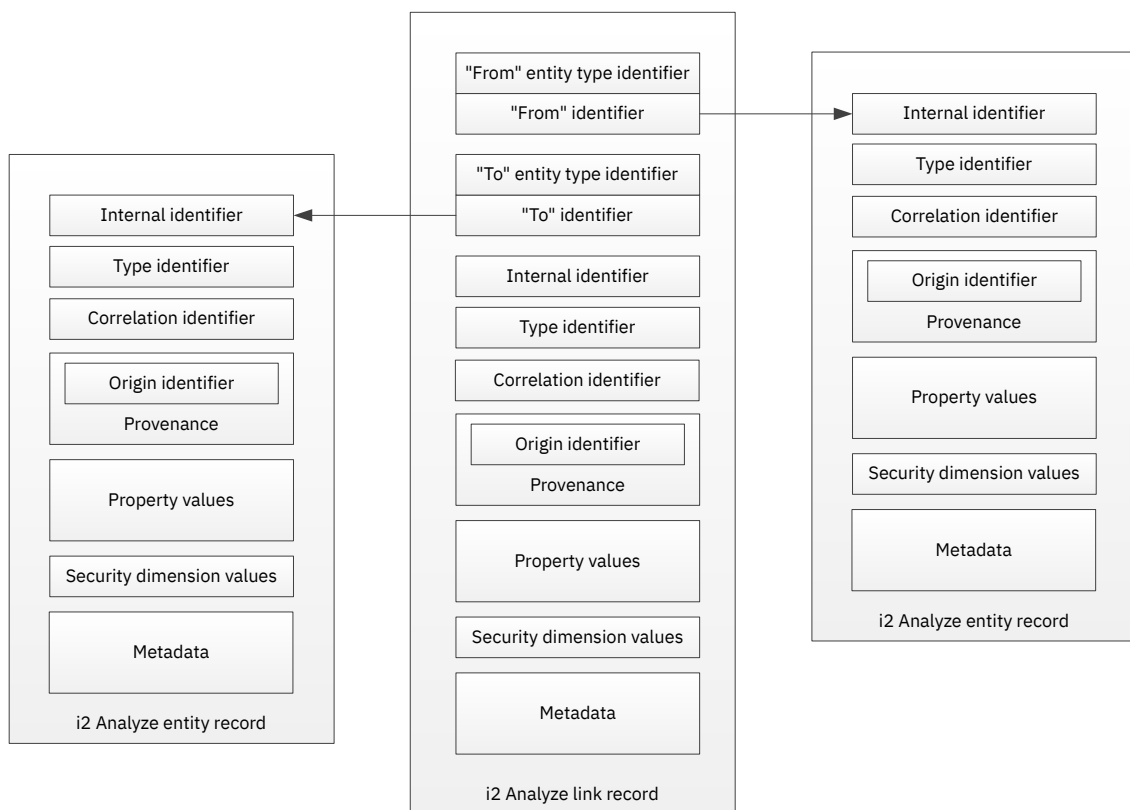 Internal identifier
Type identifier
Correlation identifier
Origin identifier
Provenance
Property values
Security dimension values
Metadata
i2 Analyze entity record
"From" entity type identifier
"From" identifier
"To" entity type identifier
"To" identifier
Internal identifier
Type identifier
Correlation identifier
Origin identifier
Provenance
Property values
Security dimension values
Metadata
i2 Analyze link record
Internal identifier
Type identifier
Correlation identifier
Origin identifier
Provenance
Property values
Security dimension values
Metadata
i2 Analyze entity record